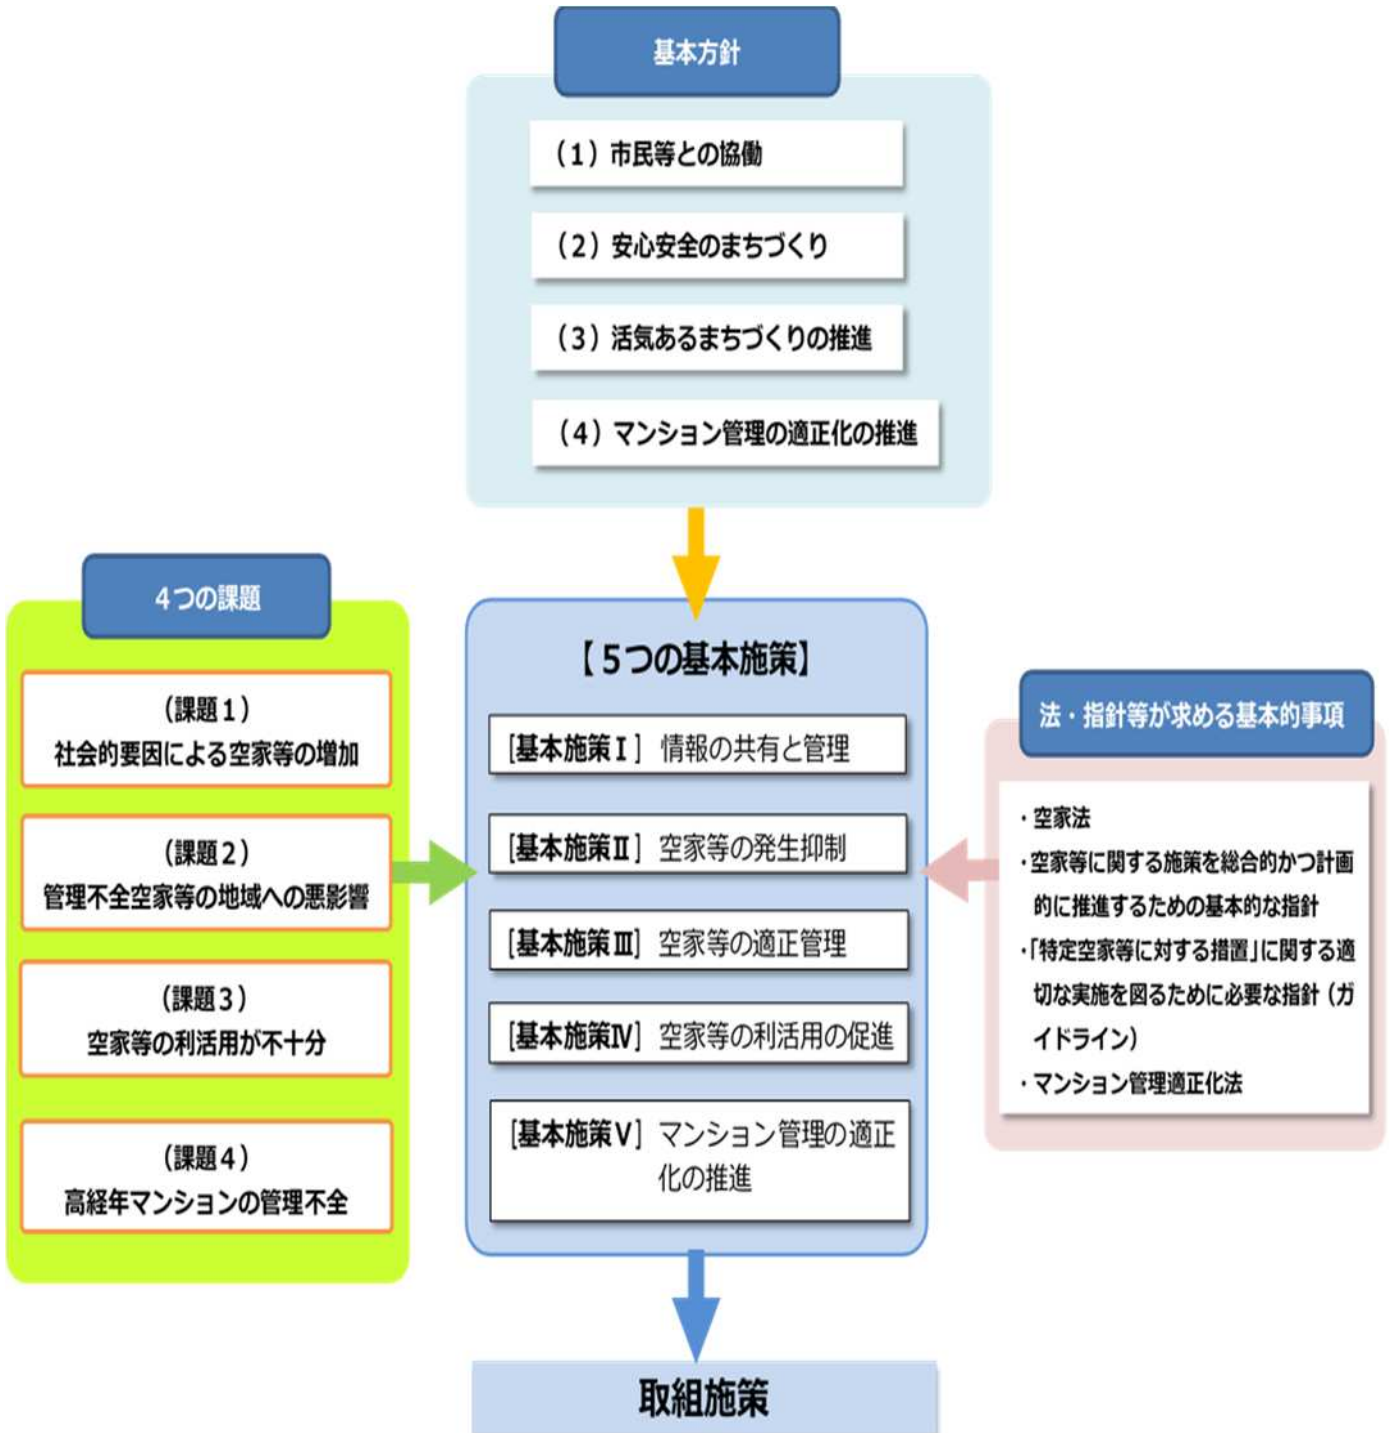 基本方針
(1)市民等との協働
(2)安心安全のまちづくり
(3)活気あるまちづくりの推進
(4)マンション管理の適正化の推進
4つの課題
(課題1)
社会的要因による空家等の増加
(課題2)
管理不全空家等の地域への悪影響
(課題3)
空家等の利活用が不十分
(課題4)
高経年マンションの管理不全
【5つの基本施策】
[基本施策Ⅰ] 情報の共有と管理
[基本施策Ⅱ] 空家等の発生抑制
[基本施策Ⅲ] 空家等の適正管理
[基本施策Ⅳ] 空家等の利活用の促進
[基本施策Ⅴ] マンション管理の適正
化の推進
法・指針等が求める基本的事項
・空家法
・空家等に関する施策を総合的かつ計画
的に推進するための基本的な指針
・「特定空家等に対する措置」に関する適
切な実施を図るために必要な指針(ガ
イドライン)
・マンション管理適正化法
取組施策